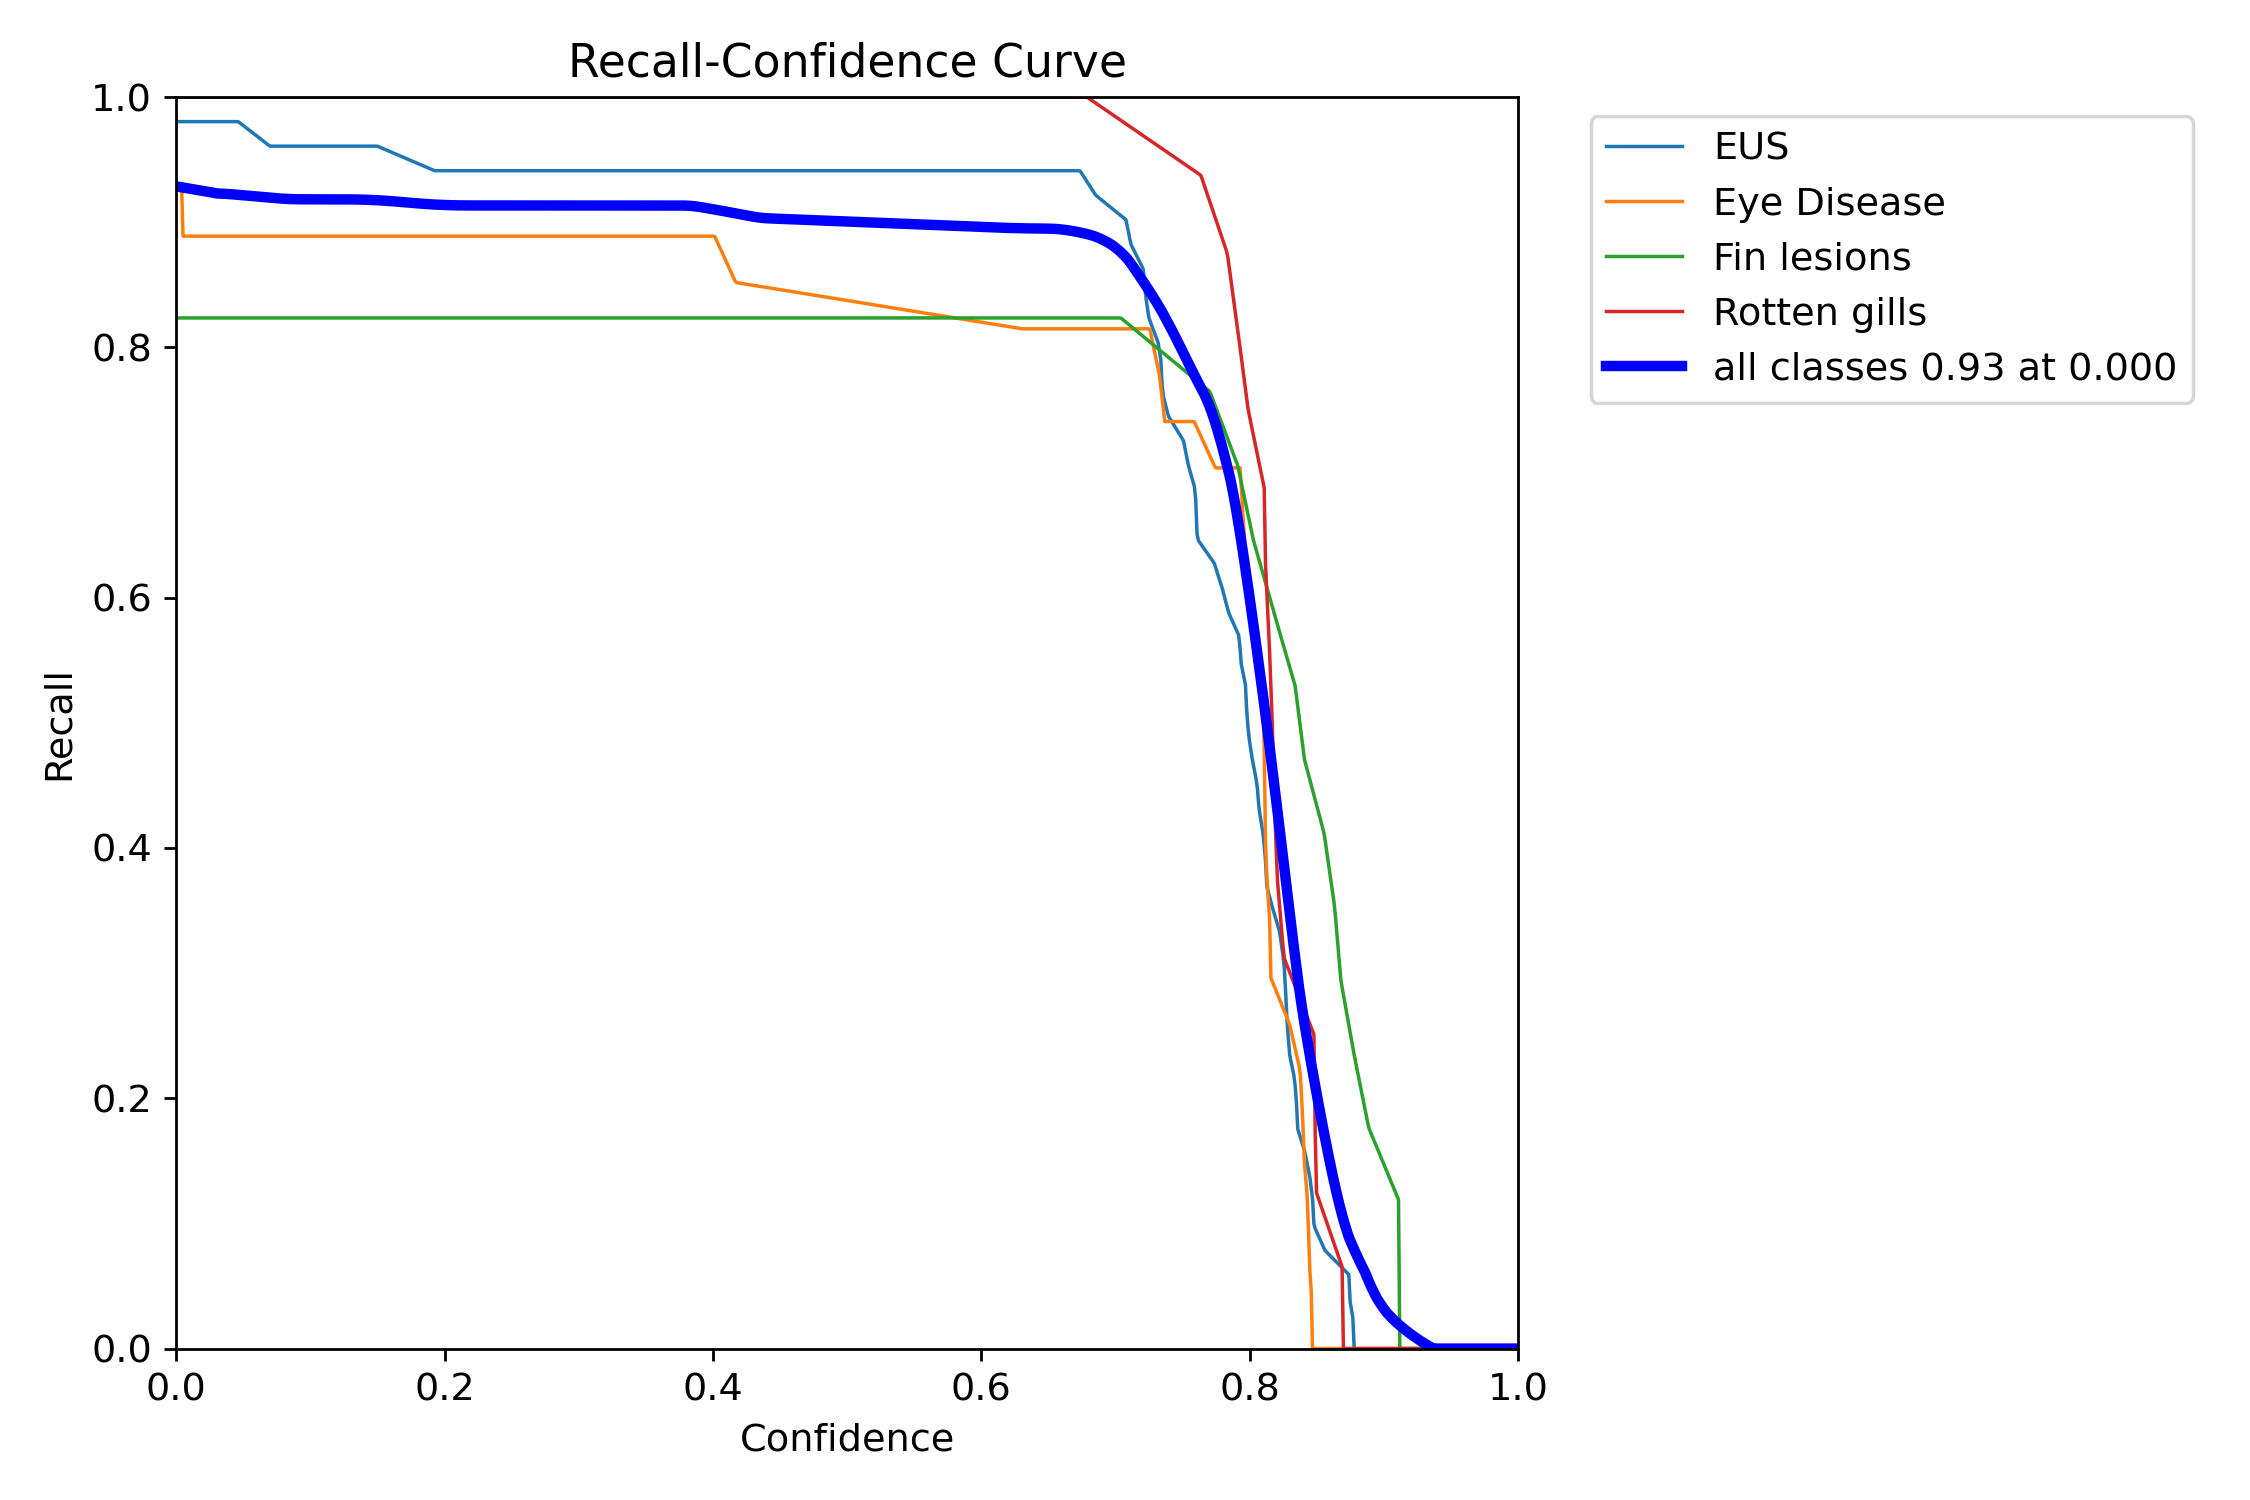 Recall-Confidence Curve
1.0
0.8
0.6
0.4
0.2
0.0
Recall
0.0 0.2 0.4 0.6 0.8 1.0
Confidence
EUS
Eye Disease
Fin lesions
Rotten gills
all classes 0.93 at 0.000